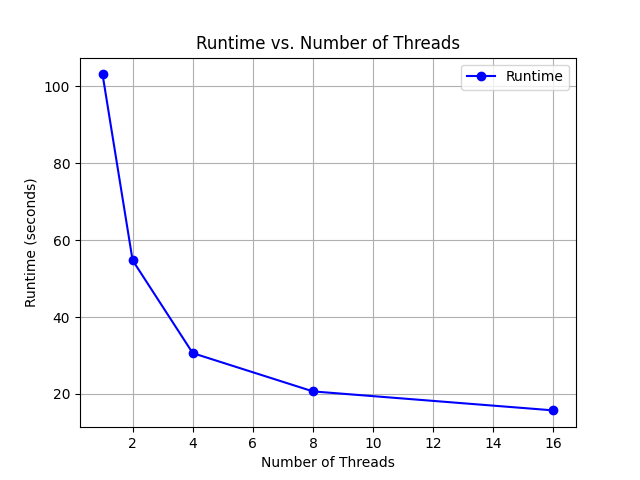 Runtime vs. Number of Threads
Runtime
100
80
60
40
20
Runtime (seconds)
2 4 6 8 10 12 14 16
Number of Threads